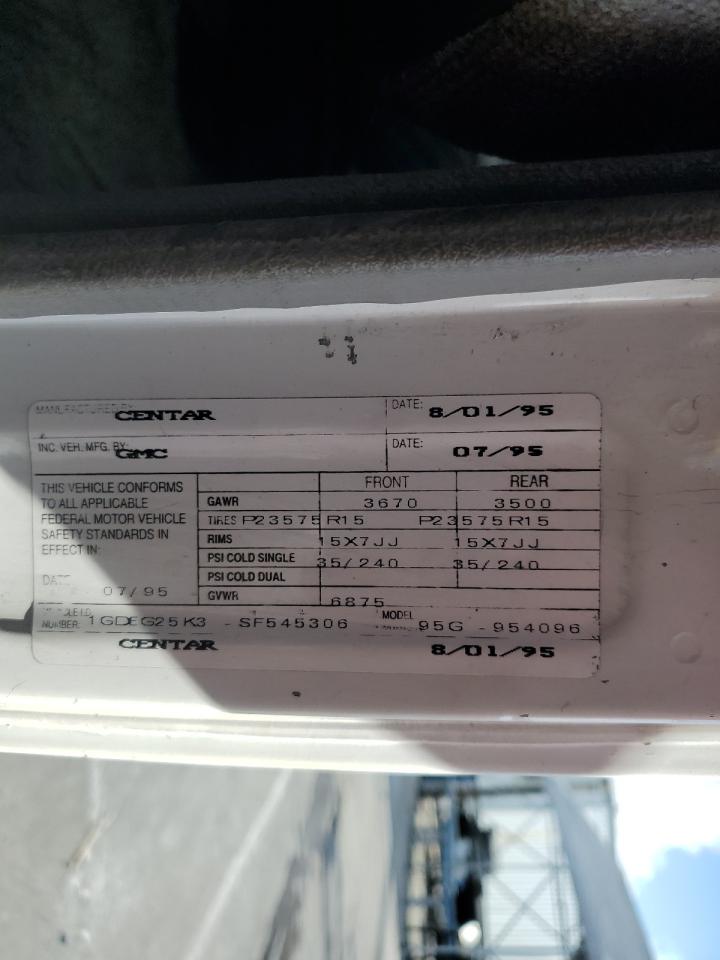 MANUFACTURED BY CENTAR DATE: 8/01/95
INC. VEH. MFG. BY: GMC DATE: 07/95
THIS VEHICLE CONFORMS
TO ALL APPLICABLE
FEDERAL MOTOR VEHICLE
SAFETY STANDARDS IN
EFFECT IN:
DATE 07/95
FRONT REAR
GAWR 3670 3500
TIRES P23575R15 P23575R15
RIMS 15X7JJ 15X7JJ
PSI COLD SINGLE 35/240 35/240
PSI COLD DUAL
GVWR 6875
NUMBER: 1GDEG25K3 - SF545306 MODEL 95G - 954096
CENTAR 8/01/95